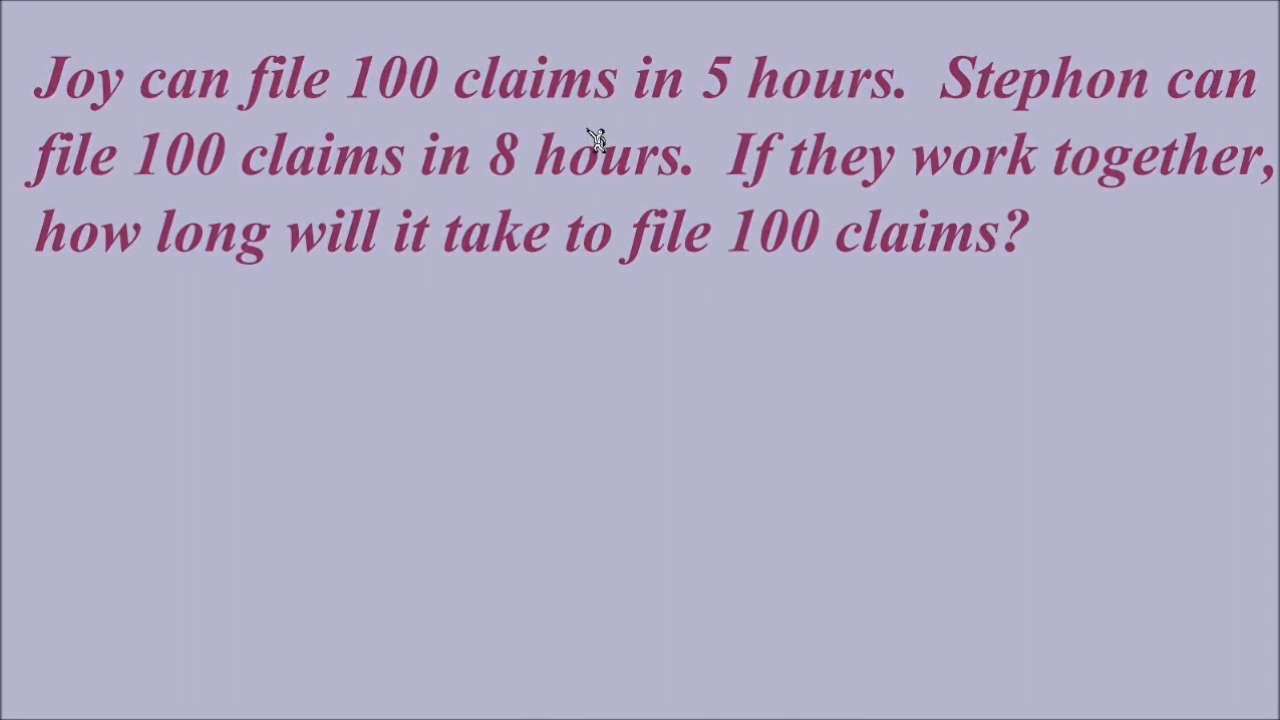 Joy can file 100 claims in 5 hours.  Stephon can
file 100 claims in 8 hours.  If they work together,
how long will it take to file 100 claims?